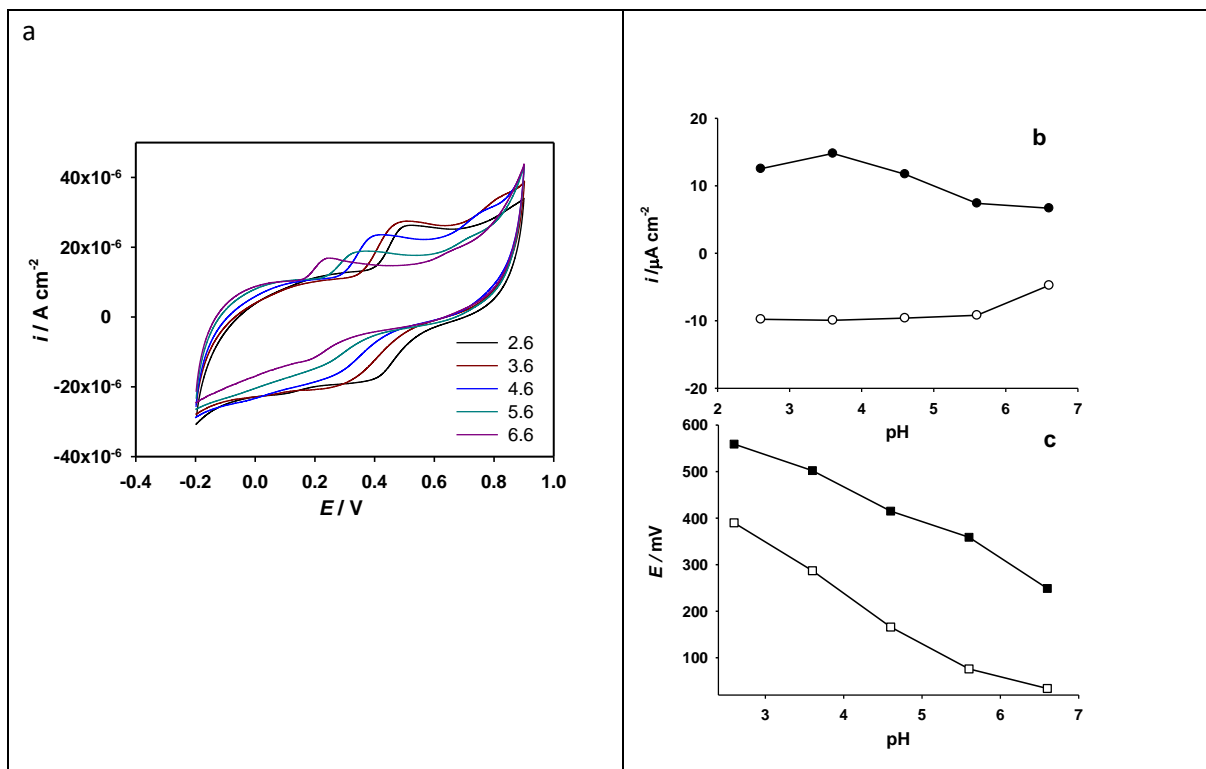 a
40x10⁻⁶
20x10⁻⁶
0
-20x10⁻⁶
-40x10⁻⁶
i / A cm⁻²
2.6
3.6
4.6
5.6
6.6
-0.4 -0.2 0.0 0.2 0.4 0.6 0.8 1.0
E / V
b
20
10
0
-10
-20
i /µA cm⁻²
2 3 4 5 6 7
pH
c
600
500
400
300
200
100
E / mV
3 4 5 6 7
pH